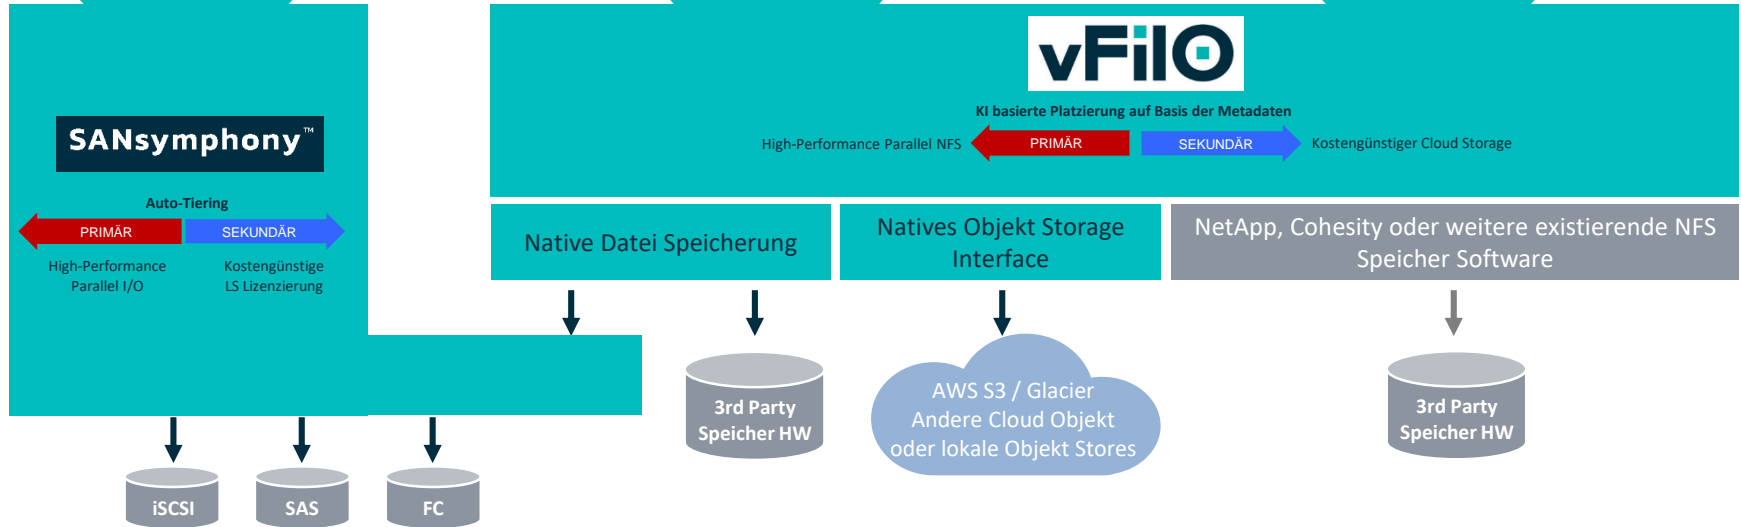 SANsymphony™
Auto-Tiering
PRIMÄR
SEKUNDÄR
High-Performance
Parallel I/O
Kostengünstige
LS Lizenzierung
vFilO
KI basierte Platzierung auf Basis der Metadaten
High-Performance Parallel NFS
PRIMÄR
SEKUNDÄR
Kostengünstiger Cloud Storage
Native Datei Speicherung
Natives Objekt Storage
Interface
NetApp, Cohesity oder weitere existierende NFS
Speicher Software
3rd Party
Speicher HW
AWS S3 / Glacier
Andere Cloud Objekt
oder lokale Objekt Stores
3rd Party
Speicher HW
iSCSI
SAS
FC